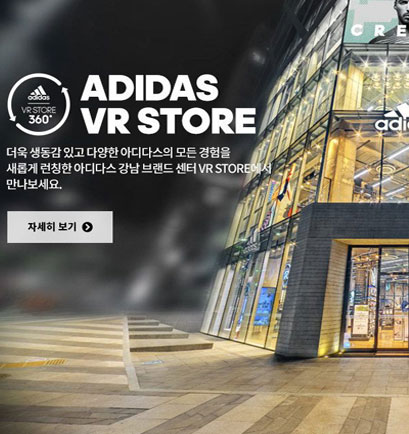 CRE
adidas
VR STORE
360°
ADIDAS
VR STORE
더욱 생동감 있고 다양한 아디다스의 모든 경험을
새롭게 런칭한 아디다스 강남 브랜드 센터 VR STORE에서
만나보세요.
자세히 보기
adi